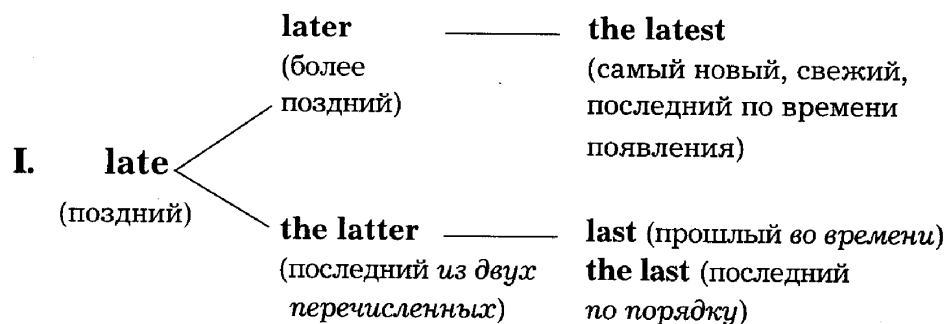 later the latest
(более (самый новый, свежий,
поздний) последний по времени
появления)
I. late
(поздний)
the latter last (прошлый во времени)
(последний из двух the last (последний
перечисленных) по порядку)